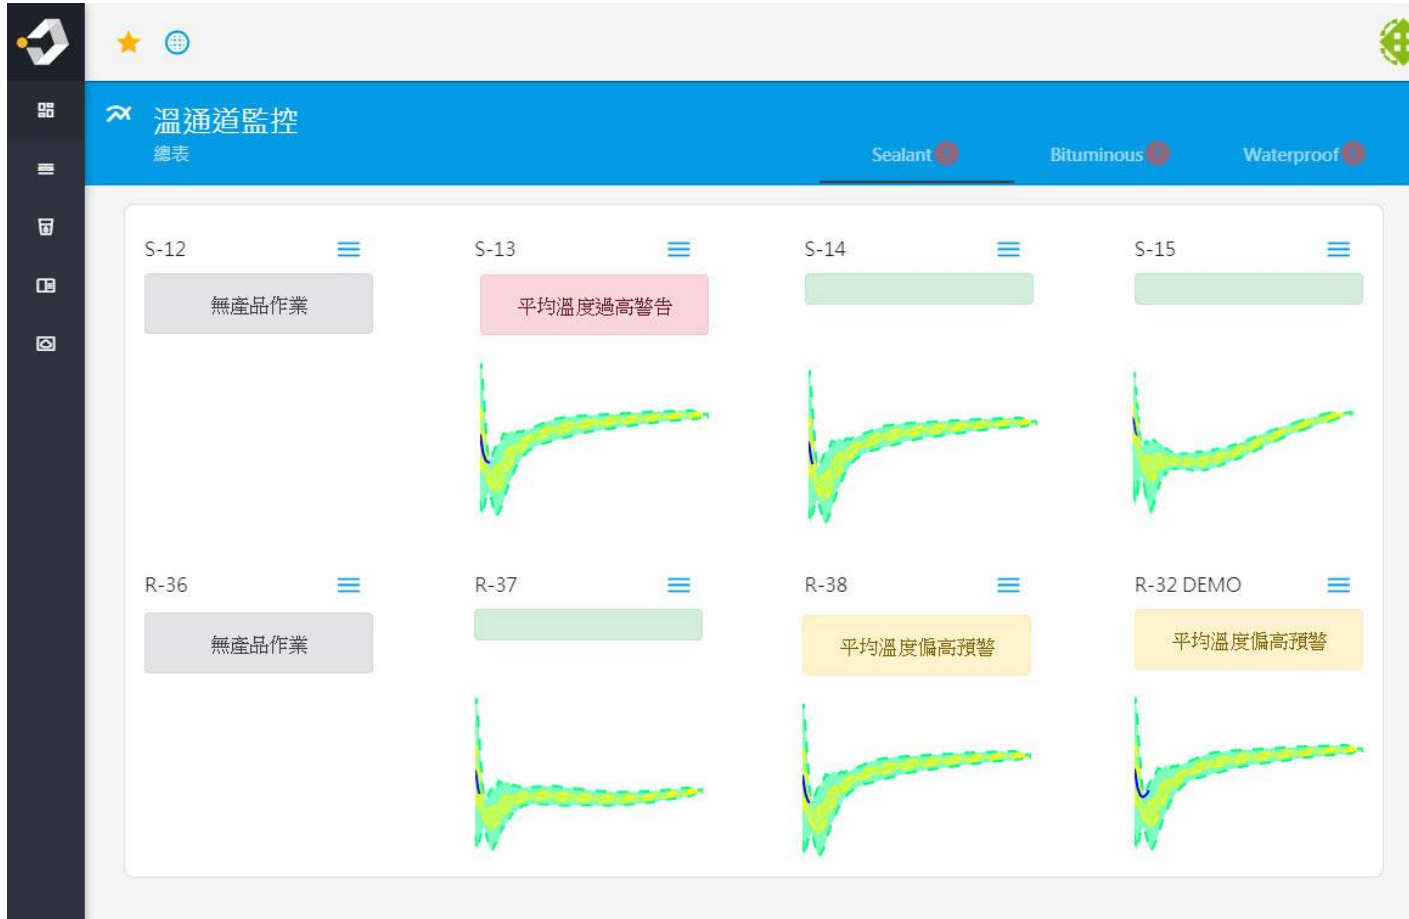 溫通道監控
總表
Sealant
Bituminous
Waterproof
S-12
S-13
S-14
S-15
無產品作業
平均溫度過高警告
R-36
R-37
R-38
R-32 DEMO
無產品作業
平均溫度偏高預警
平均溫度偏高預警